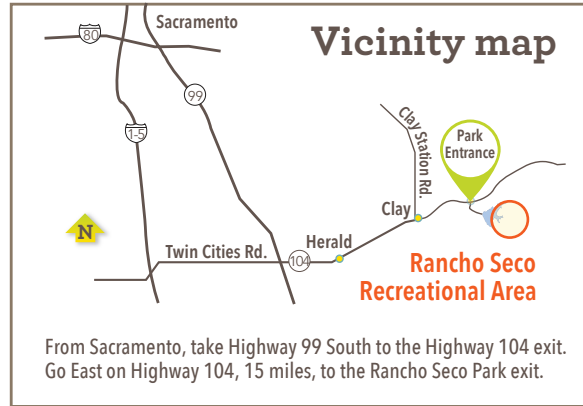 Vicinity map
Sacramento
80
99
I-5
Clay Station Rd.
Park
Entrance
Clay
N
Herald
Twin Cities Rd.
104
Rancho Seco
Recreational Area
From Sacramento, take Highway 99 South to the Highway 104 exit.
Go East on Highway 104, 15 miles, to the Rancho Seco Park exit.